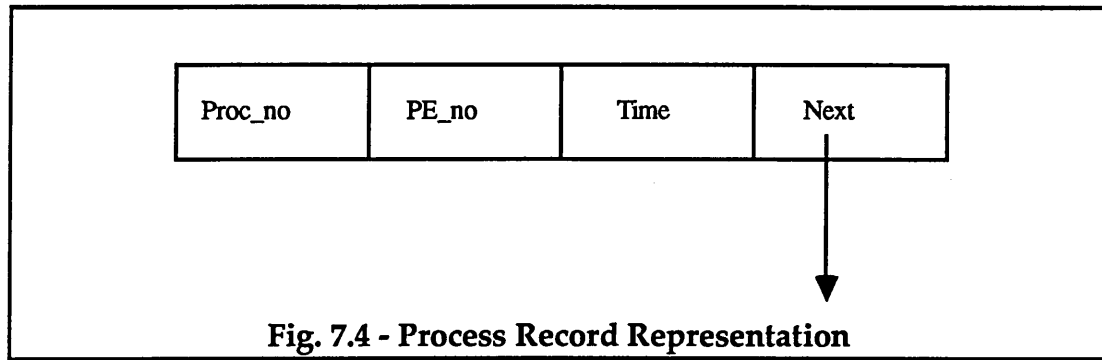 Proc_no PE_no Time Next
Fig. 7.4 - Process Record Representation